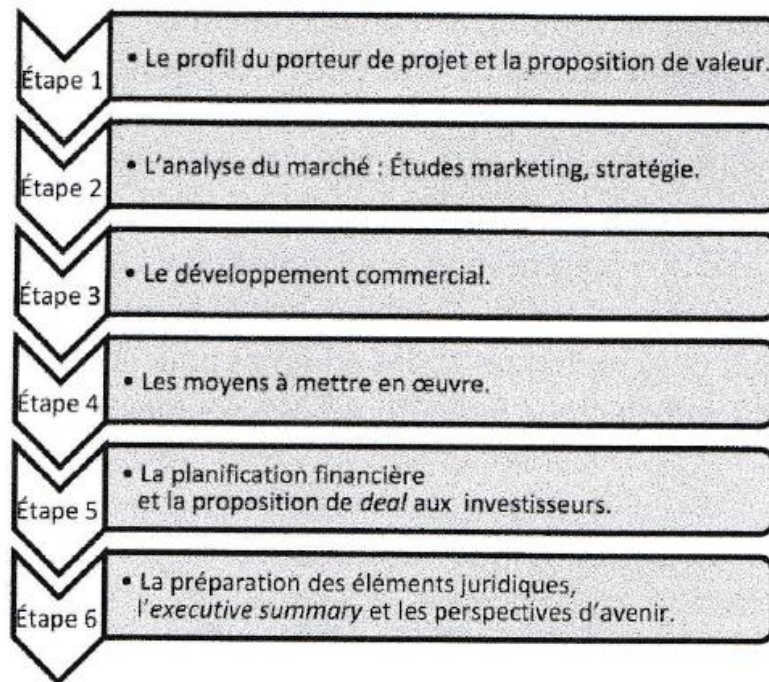 Étape 1
• Le profil du porteur de projet et la proposition de valeur.
Étape 2
• L'analyse du marché : Études marketing, stratégie.
Étape 3
• Le développement commercial.
Étape 4
• Les moyens à mettre en œuvre.
Étape 5
• La planification financière
et la proposition de deal aux investisseurs.
Étape 6
• La préparation des éléments juridiques,
l'executive summary et les perspectives d'avenir.